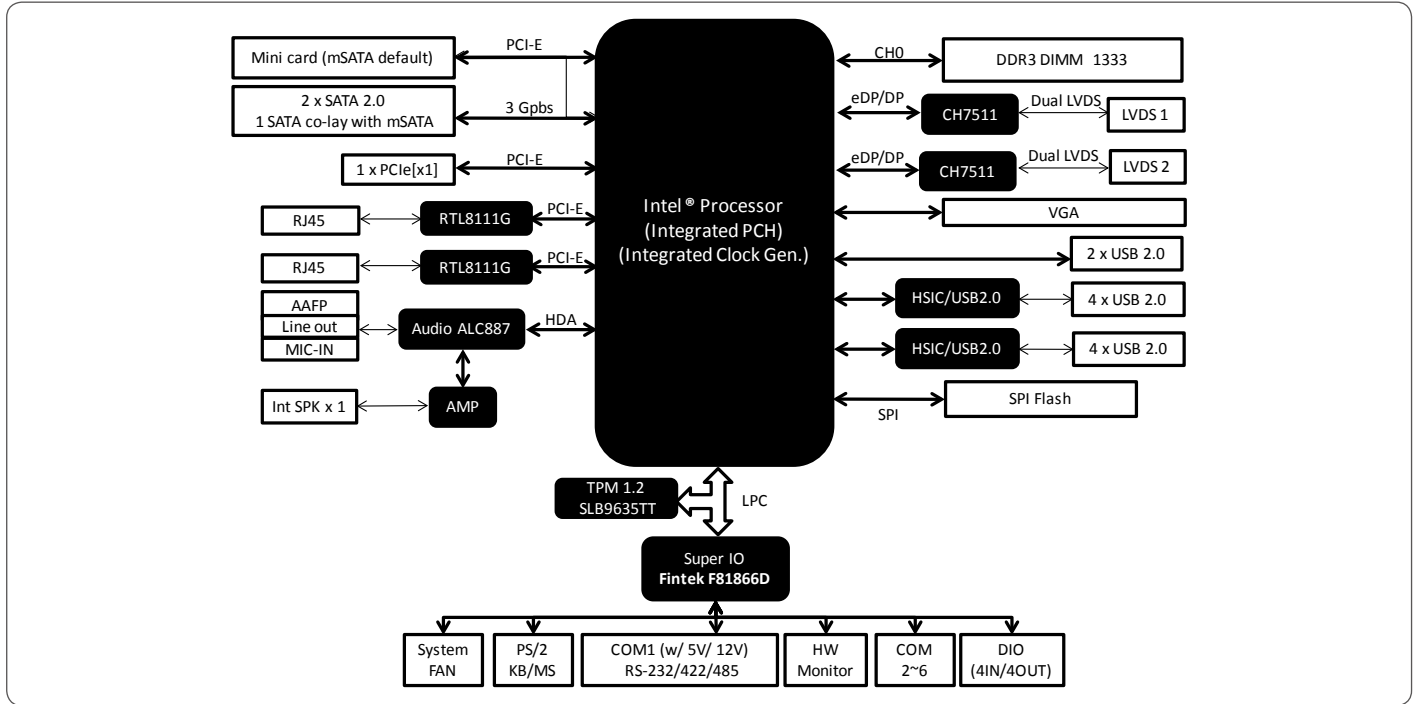 Mini card (mSATA default)
PCI-E
2 x SATA 2.0
1 SATA co-lay with mSATA
3 Gpbs
1 x PCIe[x1]
PCI-E
RJ45
RTL8111G
PCI-E
RJ45
RTL8111G
PCI-E
AAFP
Line out
MIC-IN
Audio ALC887
HDA
Int SPK x 1
AMP
Intel® Processor
(Integrated PCH)
(Integrated Clock Gen.)
CH0
DDR3 DIMM 1333
eDP/DP
CH7511
Dual LVDS
LVDS 1
eDP/DP
CH7511
Dual LVDS
LVDS 2
VGA
2 x USB 2.0
HSIC/USB2.0
4 x USB 2.0
HSIC/USB2.0
4 x USB 2.0
SPI
SPI Flash
TPM 1.2
SLB9635TT
LPC
Super IO
Fintek F81866D
System
FAN
PS/2
KB/MS
COM1 (w/ 5V/ 12V)
RS-232/422/485
HW
Monitor
COM
2~6
DIO
(4IN/4OUT)